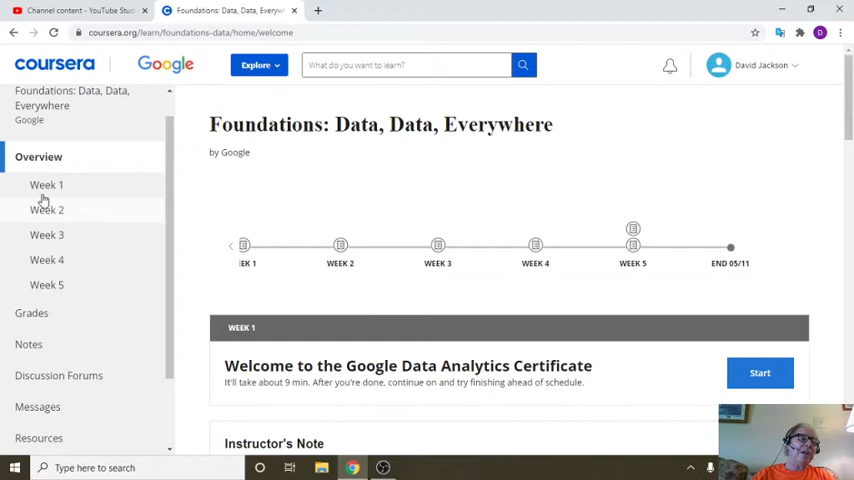 Channel content - YouTube Studi
Foundations: Data, Data, Everywh
coursera.org/learn/foundations-data/home/welcome
coursera
Google
Explore
What do you want to learn?
David Jackson
D
Foundations: Data, Data,
Everywhere
Google
Overview
Week 1
Week 2
Week 3
Week 4
Week 5
Grades
Notes
Discussion Forums
Messages
Resources
Foundations: Data, Data, Everywhere
by Google
EK 1
WEEK 2
WEEK 3
WEEK 4
WEEK 5
END 05/11
WEEK 1
Welcome to the Google Data Analytics Certificate
It'll take about 9 min. After you're done, continue on and try finishing ahead of schedule.
Start
Instructor's Note
Type here to search